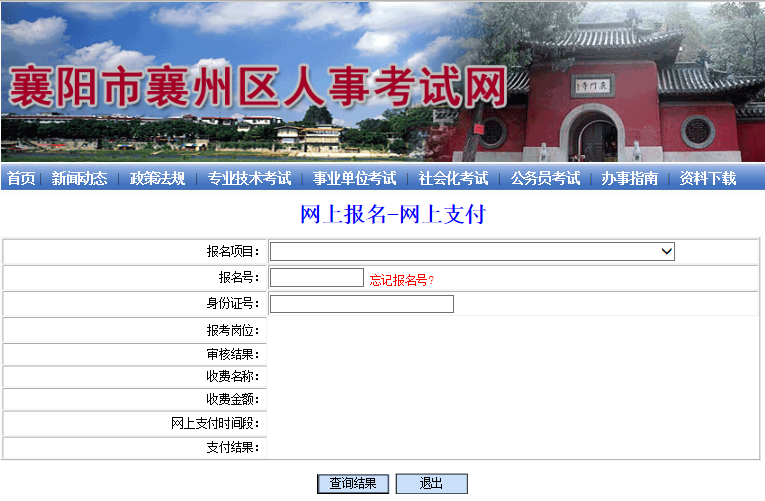 襄阳市襄州区人事考试网
首页 | 新闻动态 | 政策法规 | 专业技术考试 | 事业单位考试 | 社会化考试 | 公务员考试 | 办事指南 | 资料下载
网上报名-网上支付
报名项目：
报名号： 忘记报名号?
身份证号：
报考岗位：
审核结果：
收费名称：
收费金额：
网上支付时间段：
支付结果：
查询结果 退出